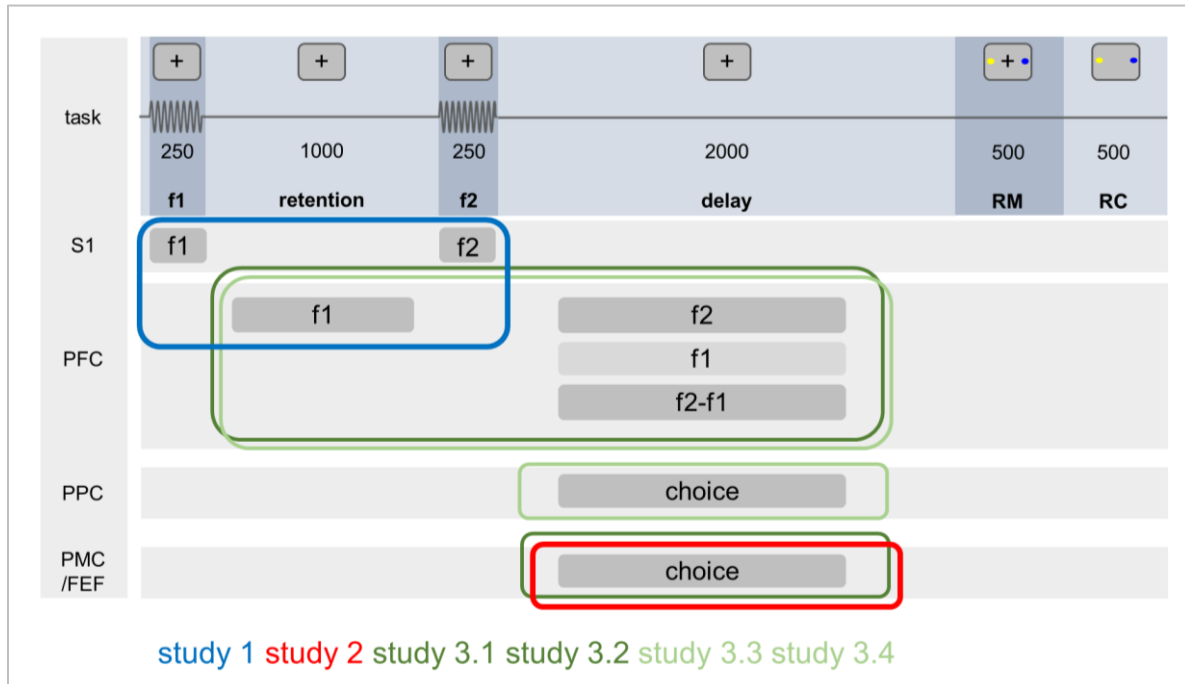 + + + + + +
task
250 1000 250 2000 500 500
f1 retention f2 delay RM RC
S1 f1 f2
f1 f2
PFC f1
f2-f1
PPC choice
PMC choice
/FEF
study 1 study 2 study 3.1 study 3.2 study 3.3 study 3.4